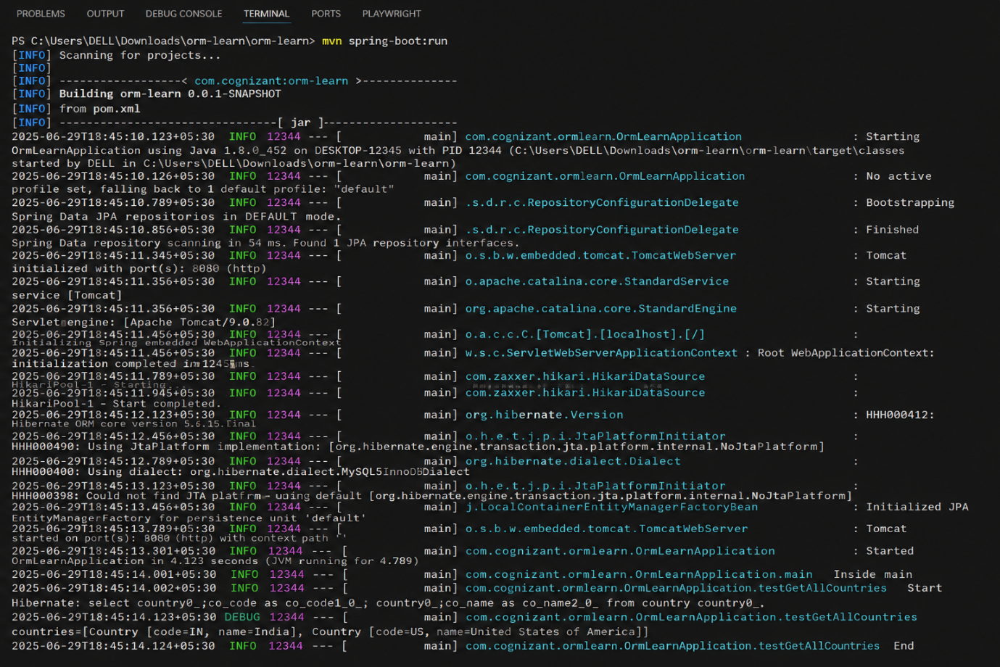 PROBLEMS OUTPUT DEBUG CONSOLE TERMINAL PORTS PLAYWRIGHT
PS C:\Users\DELL\Downloads\orm-learn\orm-learn> mvn spring-boot:run
[INFO] Scanning for projects...
[INFO]
[INFO] -----------------< com.cognizant:orm-learn >--------------
[INFO] Building orm-learn 0.0.1-SNAPSHOT
[INFO] from pom.xml
[INFO] -------------------------------[ jar ]-------------------
2025-06-29T18:45:10.123+05:30 INFO 12344 --- [ main] com.cognizant.ormlearn.OrmLearnApplication : Starting
OrmLearnApplication using Java 1.8.0_452 on DESKTOP-12345 with PID 12344 (C:\Users\DELL\Downloads\orm-learn\orm-learn\target\classes
started by DELL in C:\Users\DELL\Downloads\orm-learn\orm-learn)
2025-06-29T18:45:10.126+05:30 INFO 12344 --- [ main] com.cognizant.ormlearn.OrmLearnApplication : No active
profile set, falling back to 1 default profile: "default"
2025-06-29T18:45:10.789+05:30 INFO 12344 --- [ main] .s.d.r.c.RepositoryConfigurationDelegate : Bootstrapping
Spring Data JPA repositories in DEFAULT mode.
2025-06-29T18:45:10.856+05:30 INFO 12344 --- [ main] .s.d.r.c.RepositoryConfigurationDelegate : Finished
Spring Data repository scanning in 54 ms. Found 1 JPA repository interfaces.
2025-06-29T18:45:11.345+05:30 INFO 12344 --- [ main] o.s.b.w.embedded.tomcat.TomcatWebServer : Tomcat
initialized with port(s): 8080 (http)
2025-06-29T18:45:11.356+05:30 INFO 12344 --- [ main] o.apache.catalina.core.StandardService : Starting
service [Tomcat]
2025-06-29T18:45:11.356+05:30 INFO 12344 --- [ main] org.apache.catalina.core.StandardEngine : Starting
Servlet engine: [Apache Tomcat/9.0.82]
2025-06-29T18:45:11.456+05:30 INFO 12344 --- [ main] o.a.c.c.C.[Tomcat].[localhost].[/] :
Initializing Spring embedded WebApplicationContext
2025-06-29T18:45:11.456+05:30 INFO 12344 --- [ main] w.s.c.ServletWebServerApplicationContext : Root WebApplicationContext:
initialization completed in
2025-06-29T18:45:11.789+05:30 INFO 12344 --- [ main] com.zaxxer.hikari.HikariDataSource :
HikariPool-1 - Starting...
2025-06-29T18:45:11.945+05:30 INFO 12344 --- [ main] com.zaxxer.hikari.HikariDataSource :
HikariPool-1 - Start completed.
2025-06-29T18:45:12.123+05:30 INFO 12344 --- [ main] org.hibernate.Version : HHH000412:
Hibernate ORM core version 5.6.15.Final
2025-06-29T18:45:12.456+05:30 INFO 12344 --- [ main] o.h.e.t.j.p.i.JtaPlatformInitiator :
HHH000490: Using JtaPlatform implementation: [org.hibernate.engine.transaction.jta.platform.internal.NoJtaPlatform]
2025-06-29T18:45:12.789+05:30 INFO 12344 --- [ main] org.hibernate.dialect.Dialect :
HHH000400: Using dialect: org.hibernate.dialect.MySQL5InnoDBDialect
2025-06-29T18:45:13.123+05:30 INFO 12344 --- [ main] o.h.e.t.j.p.i.JtaPlatformInitiator :
HHH000398: Could not find JTA platfrm - using default [org.hibernate.engine.transaction.jta.platform.internal.NoJtaPlatform]
2025-06-29T18:45:13.456+05:30 INFO 12344 --- [ main] j.LocalContainerEntityManagerFactoryBean : Initialized JPA
EntityManagerFactory for persistence unit 'default'
2025-06-29T18:45:13.789+05:30 INFO 12344 --- [ main] o.s.b.w.embedded.tomcat.TomcatWebServer : Tomcat
started on port(s): 8080 (http) with context path ''
2025-06-29T18:45:13.301+05:30 INFO 12344 --- [ main] com.cognizant.ormlearn.OrmLearnApplication : Started
OrmLearnApplication in 4.123 seconds (JVM running for 4.789)
2025-06-29T18:45:14.001+05:30 INFO 12344 --- [ main] com.cognizant.ormlearn.OrmLearnApplication.main Inside main
2025-06-29T18:45:14.002+05:30 INFO 12344 --- [ main] com.cognizant.ormlearn.OrmLearnApplication.testGetAllCountries Start
Hibernate: select country0_;co_code as co_code1_0_; country0_;co_name as co_name2_0_ from country country0_.
2025-06-29T18:45:14.123+05:30 DEBUG 12344 --- [ main] com.cognizant.ormlearn.OrmLearnApplication.testGetAllCountries
countries=[Country [code=IN, name=India], Country [code=US, name=United States of America]]
2025-06-29T18:45:14.124+05:30 INFO 12344 --- [ main] com.cognizant.ormlearn.OrmLearnApplication.testGetAllCountries End